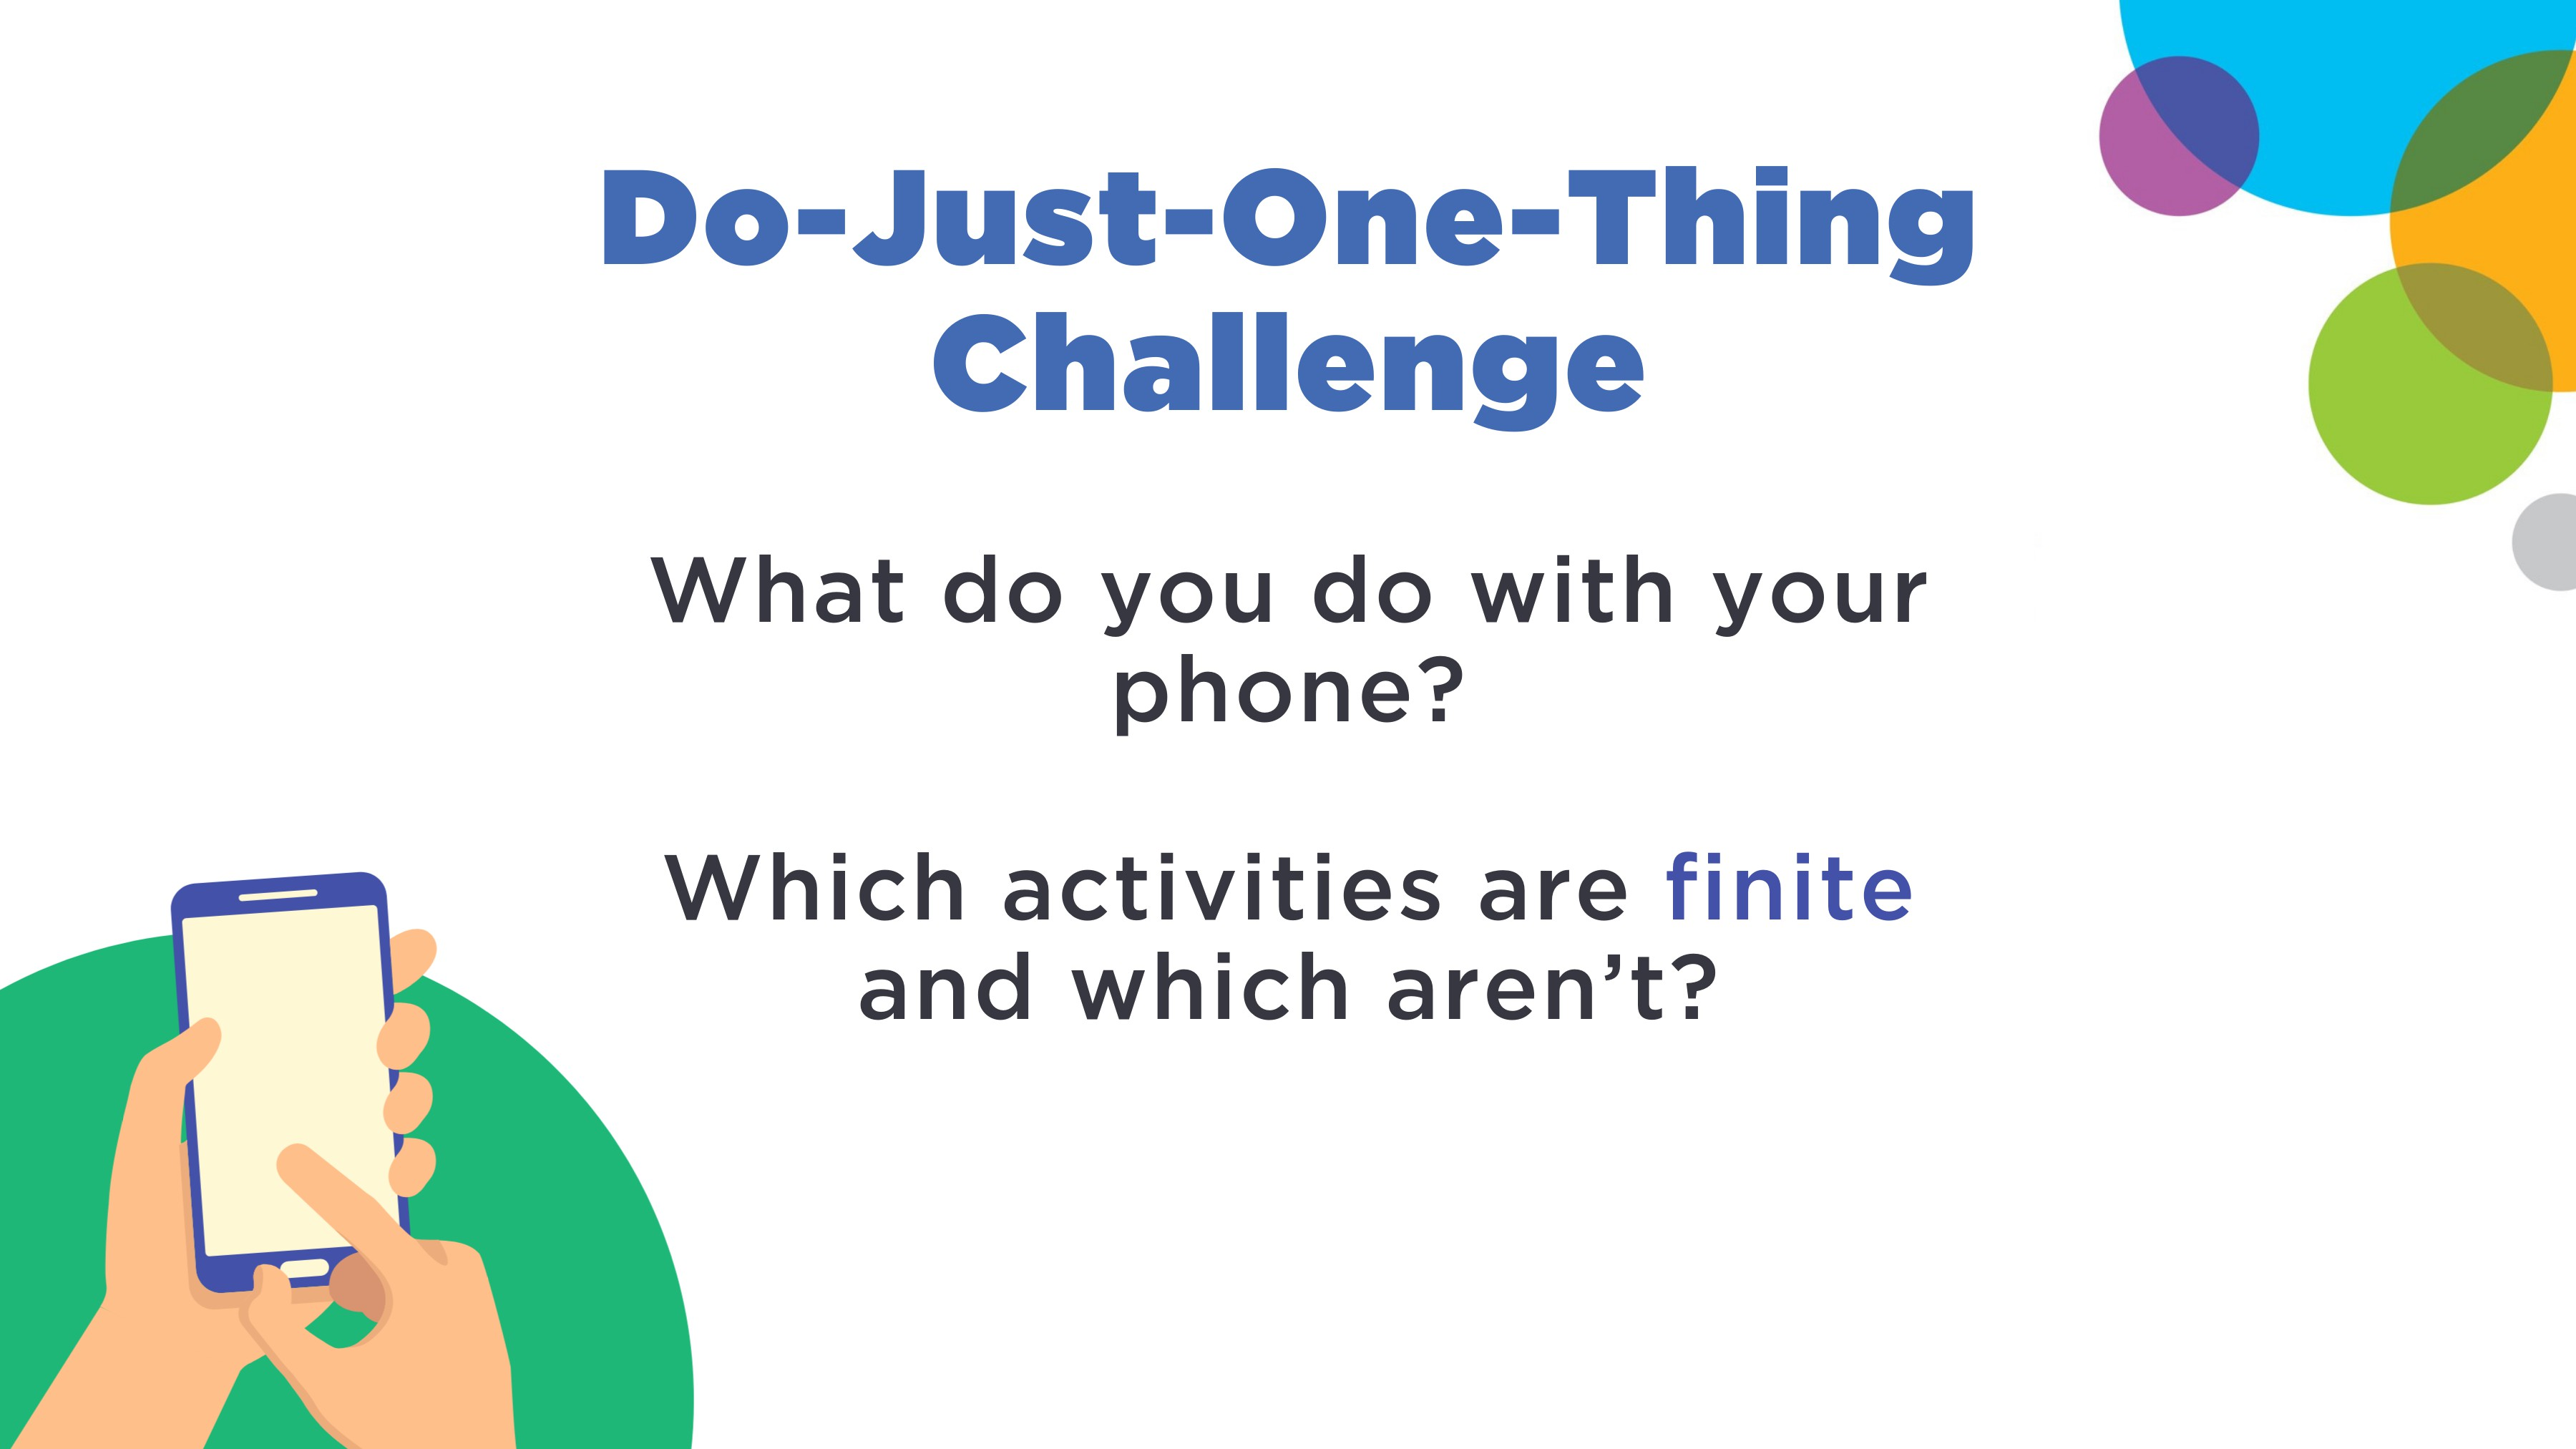 Do-Just-One-Thing
Challenge
What do you do with your
phone?
Which activities are finite
and which aren’t?